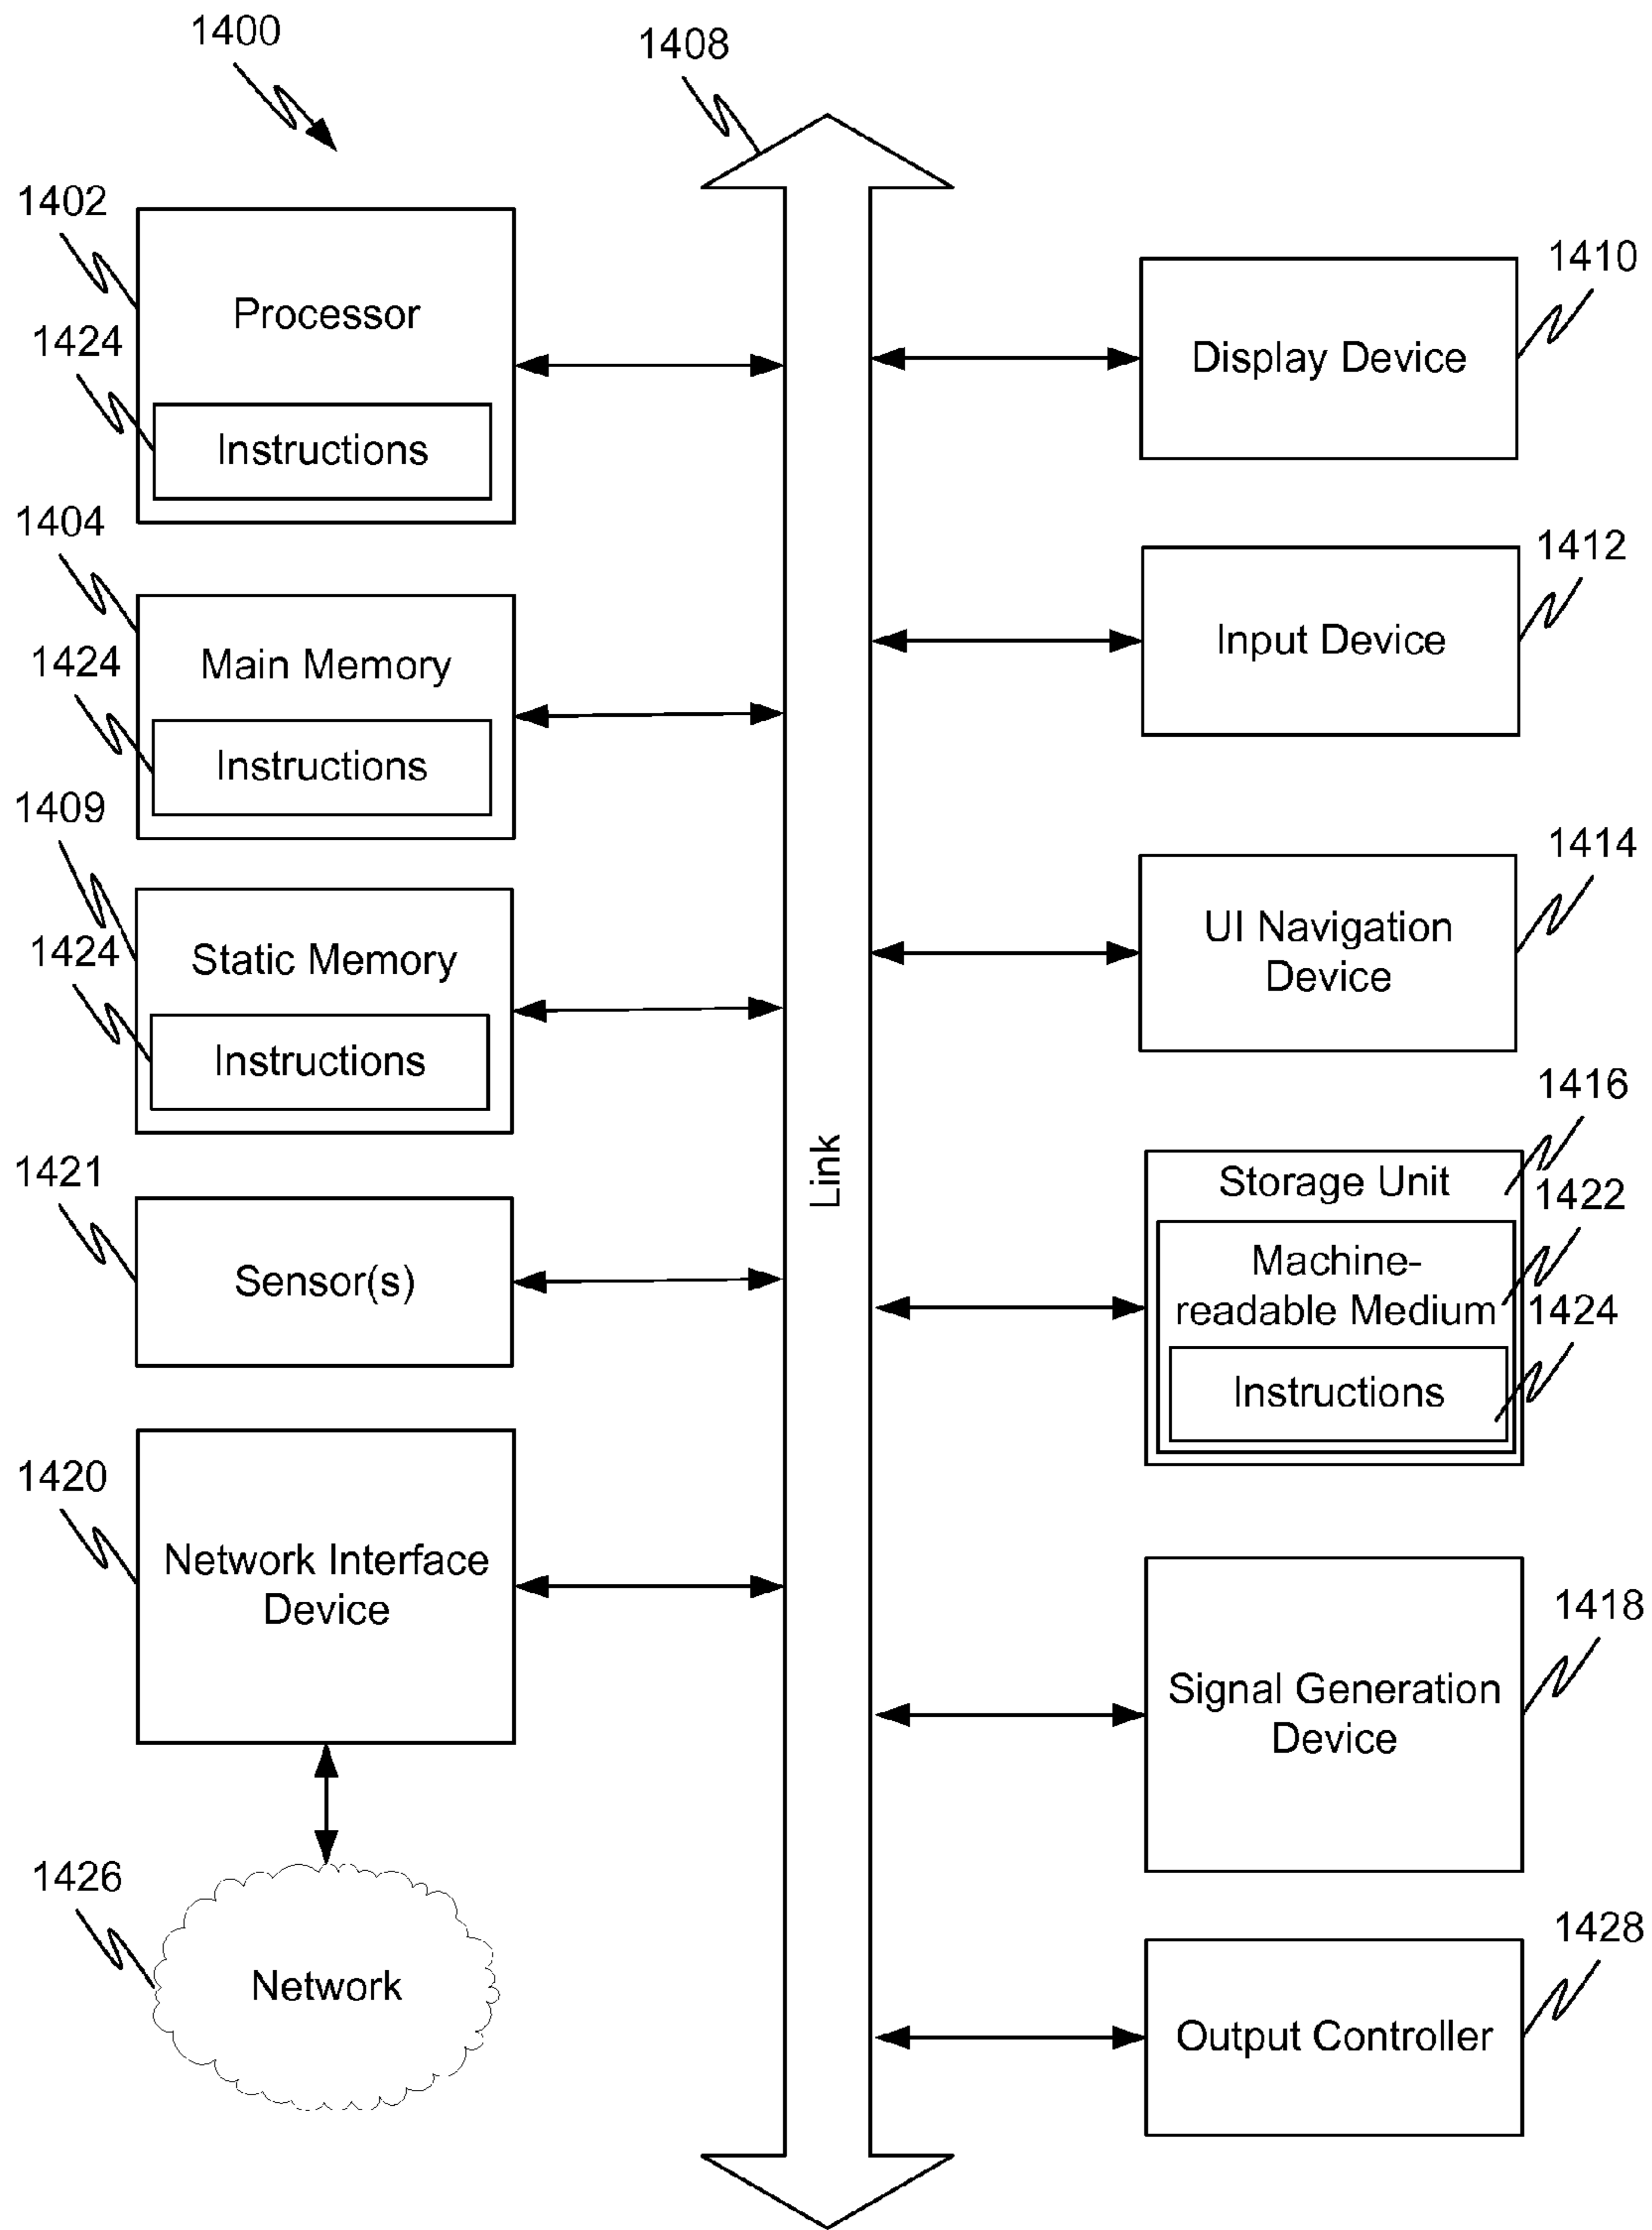 1400
1408
1402
Processor
1424
Instructions
1404
Main Memory
1424
Instructions
1409
Static Memory
1424
Instructions
1421
Sensor(s)
1420
Network Interface
Device
1426
Network
Link
1410
Display Device
1412
Input Device
1414
UI Navigation
Device
1416
Storage Unit
1422
Machine-
readable Medium
1424
Instructions
1418
Signal Generation
Device
1428
Output Controller